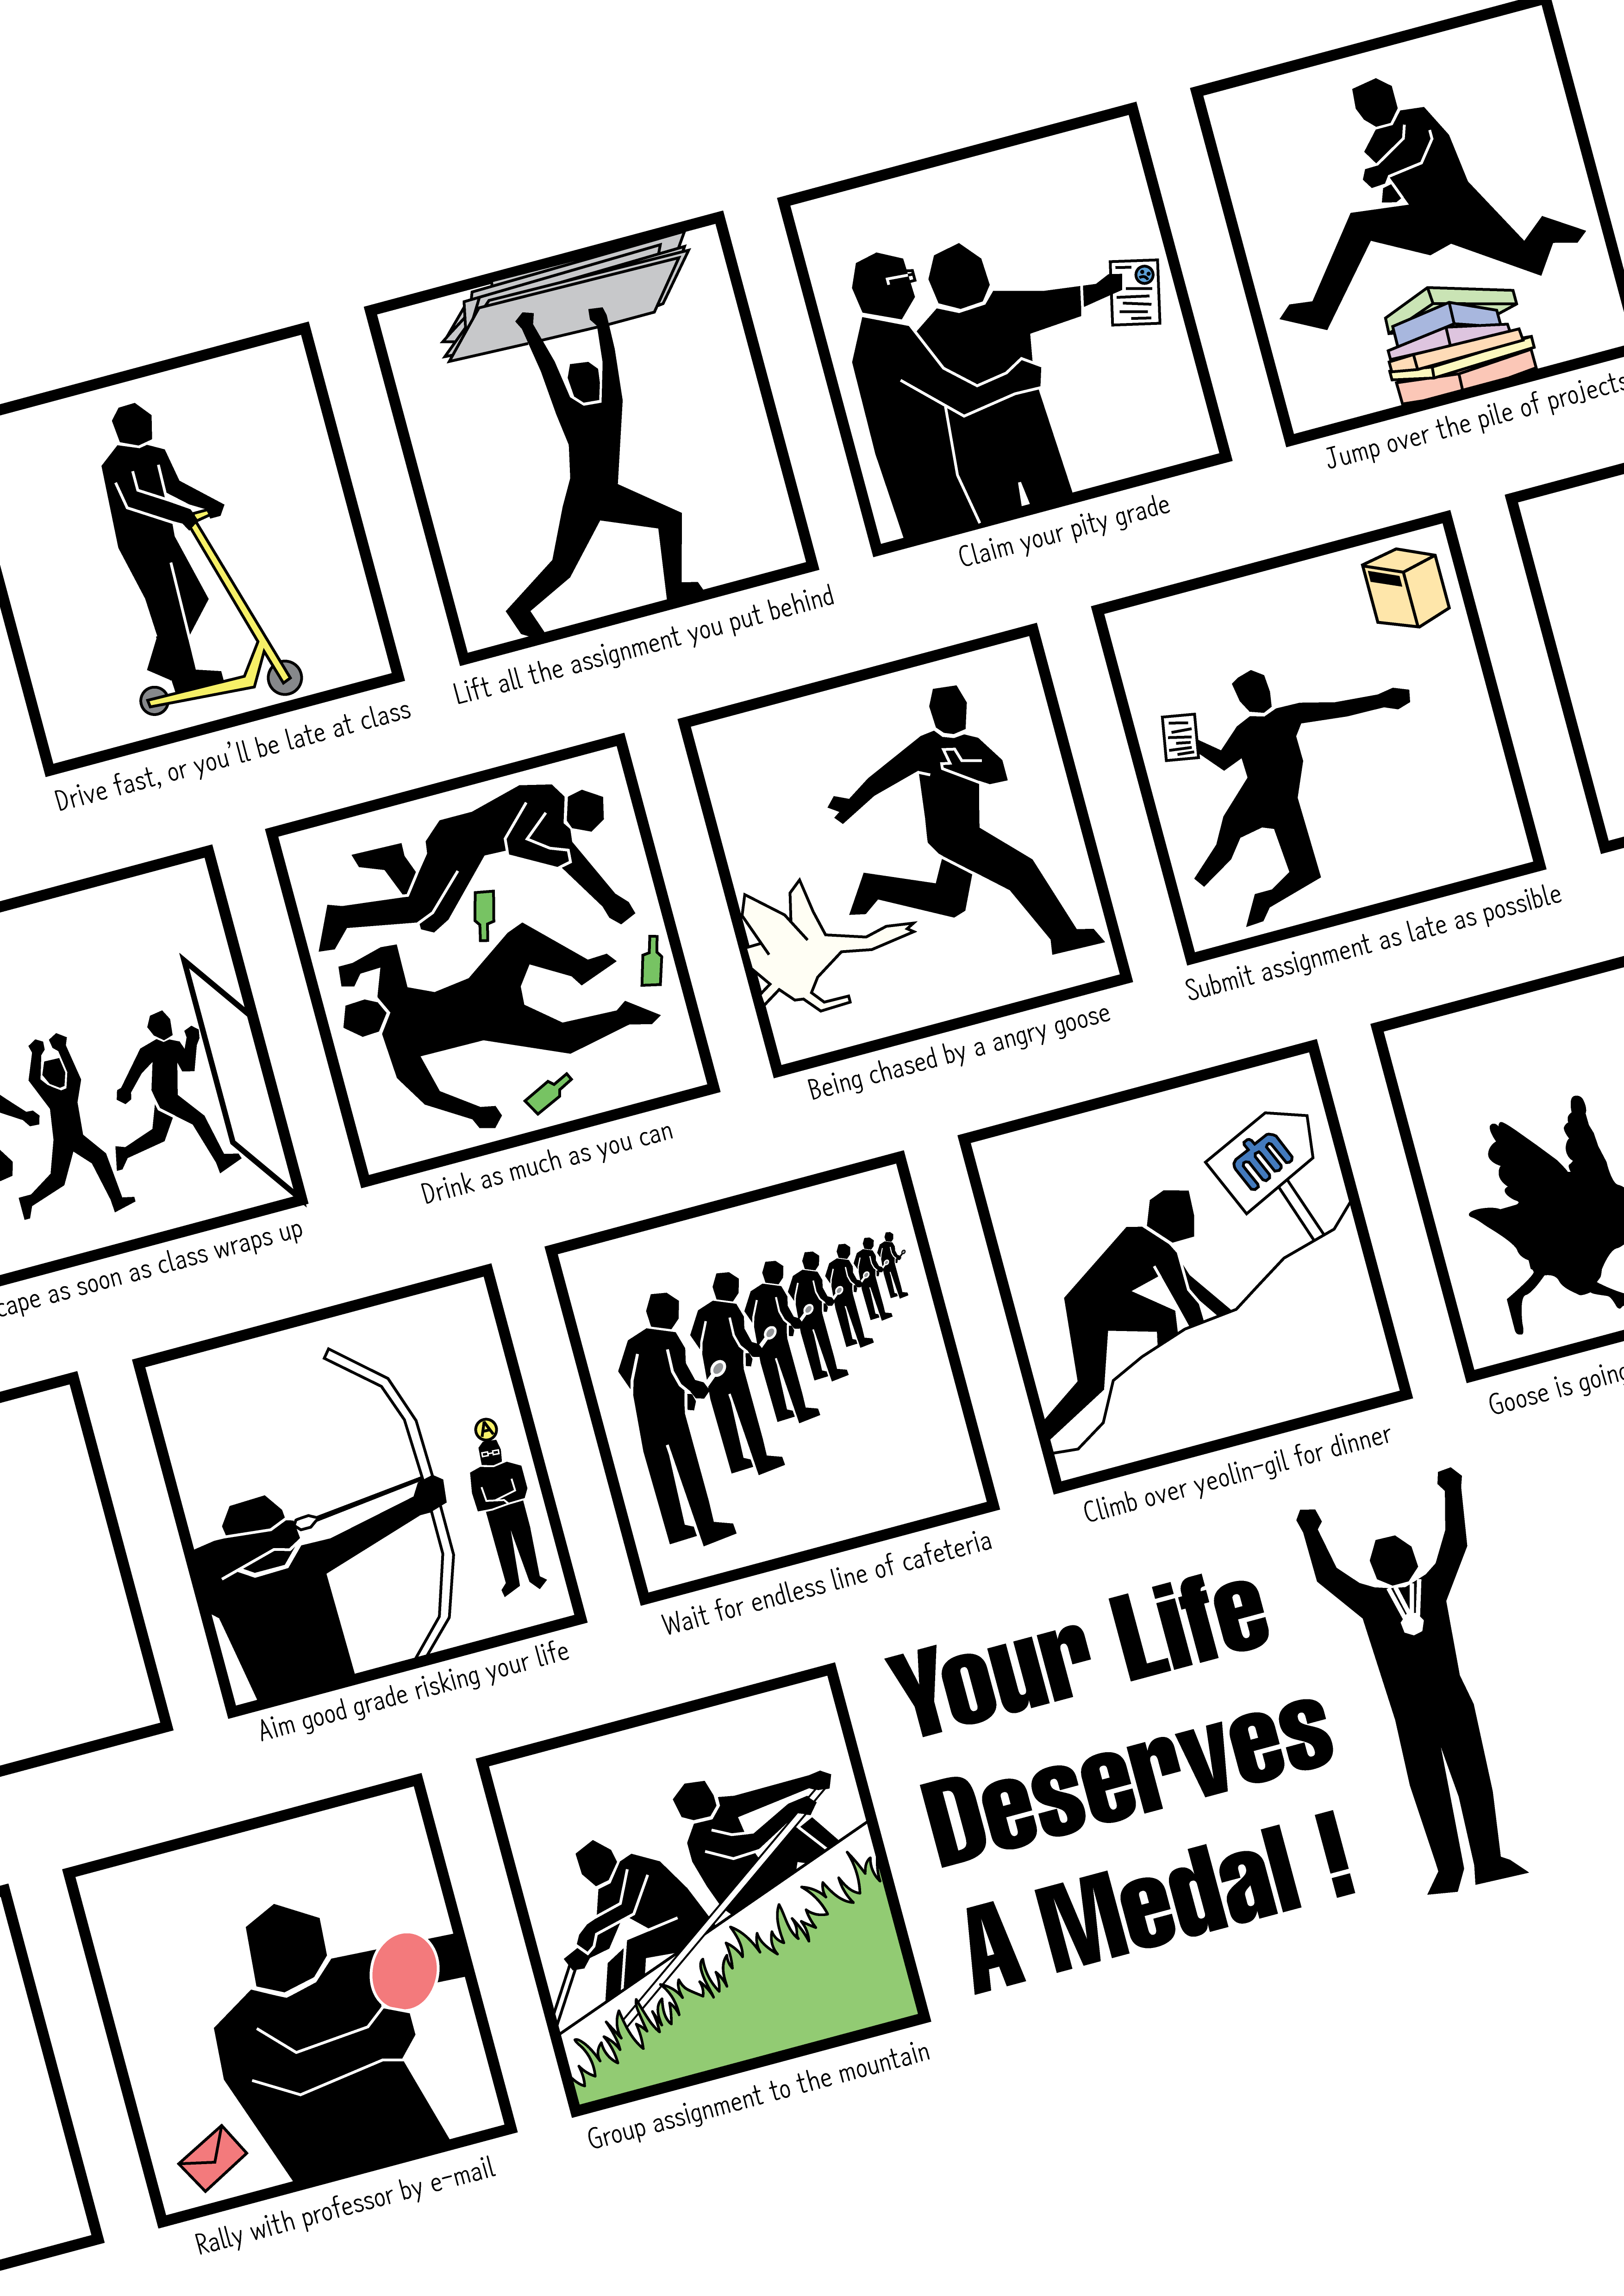 Jump over the pile of projects
Claim your pity grade
Lift all the assignment you put behind
Drive fast, or you'll be late at class
Submit assignment as late as possible
Being chased by a angry goose
Drink as much as you can
cape as soon as class wraps up
Goose is going
Climb over yeolin-gil for dinner
Wait for endless line of cafeteria
A
Aim good grade risking your life
Your Life
Deserves
A Medal !
Group assignment to the mountain
Rally with professor by e-mail